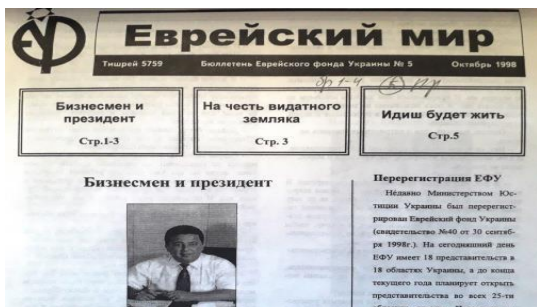 ЕФ
Еврейский мир
Тишрей 5759 Бюллетень Еврейского фонда Украины № 5 Октябрь 1998
Бизнесмен и
президент
Стр.1-3
На честь видатного
земляка
Стр. 3
Идиш будет жить
Стр.5
Бизнесмен и президент
Перерегистрация ЕФУ
Недавно Министерством Юс-
тиции Украины был перерегист-
рирован Еврейский фонд Украины
(свидетельство №40 от 30 сентяб-
ря 1998г.). На сегодняшний день
ЕФУ имеет 18 представительств в
18 областях Украины, а до конца
текущего года планирует открыть
представительства во всех 25-ти